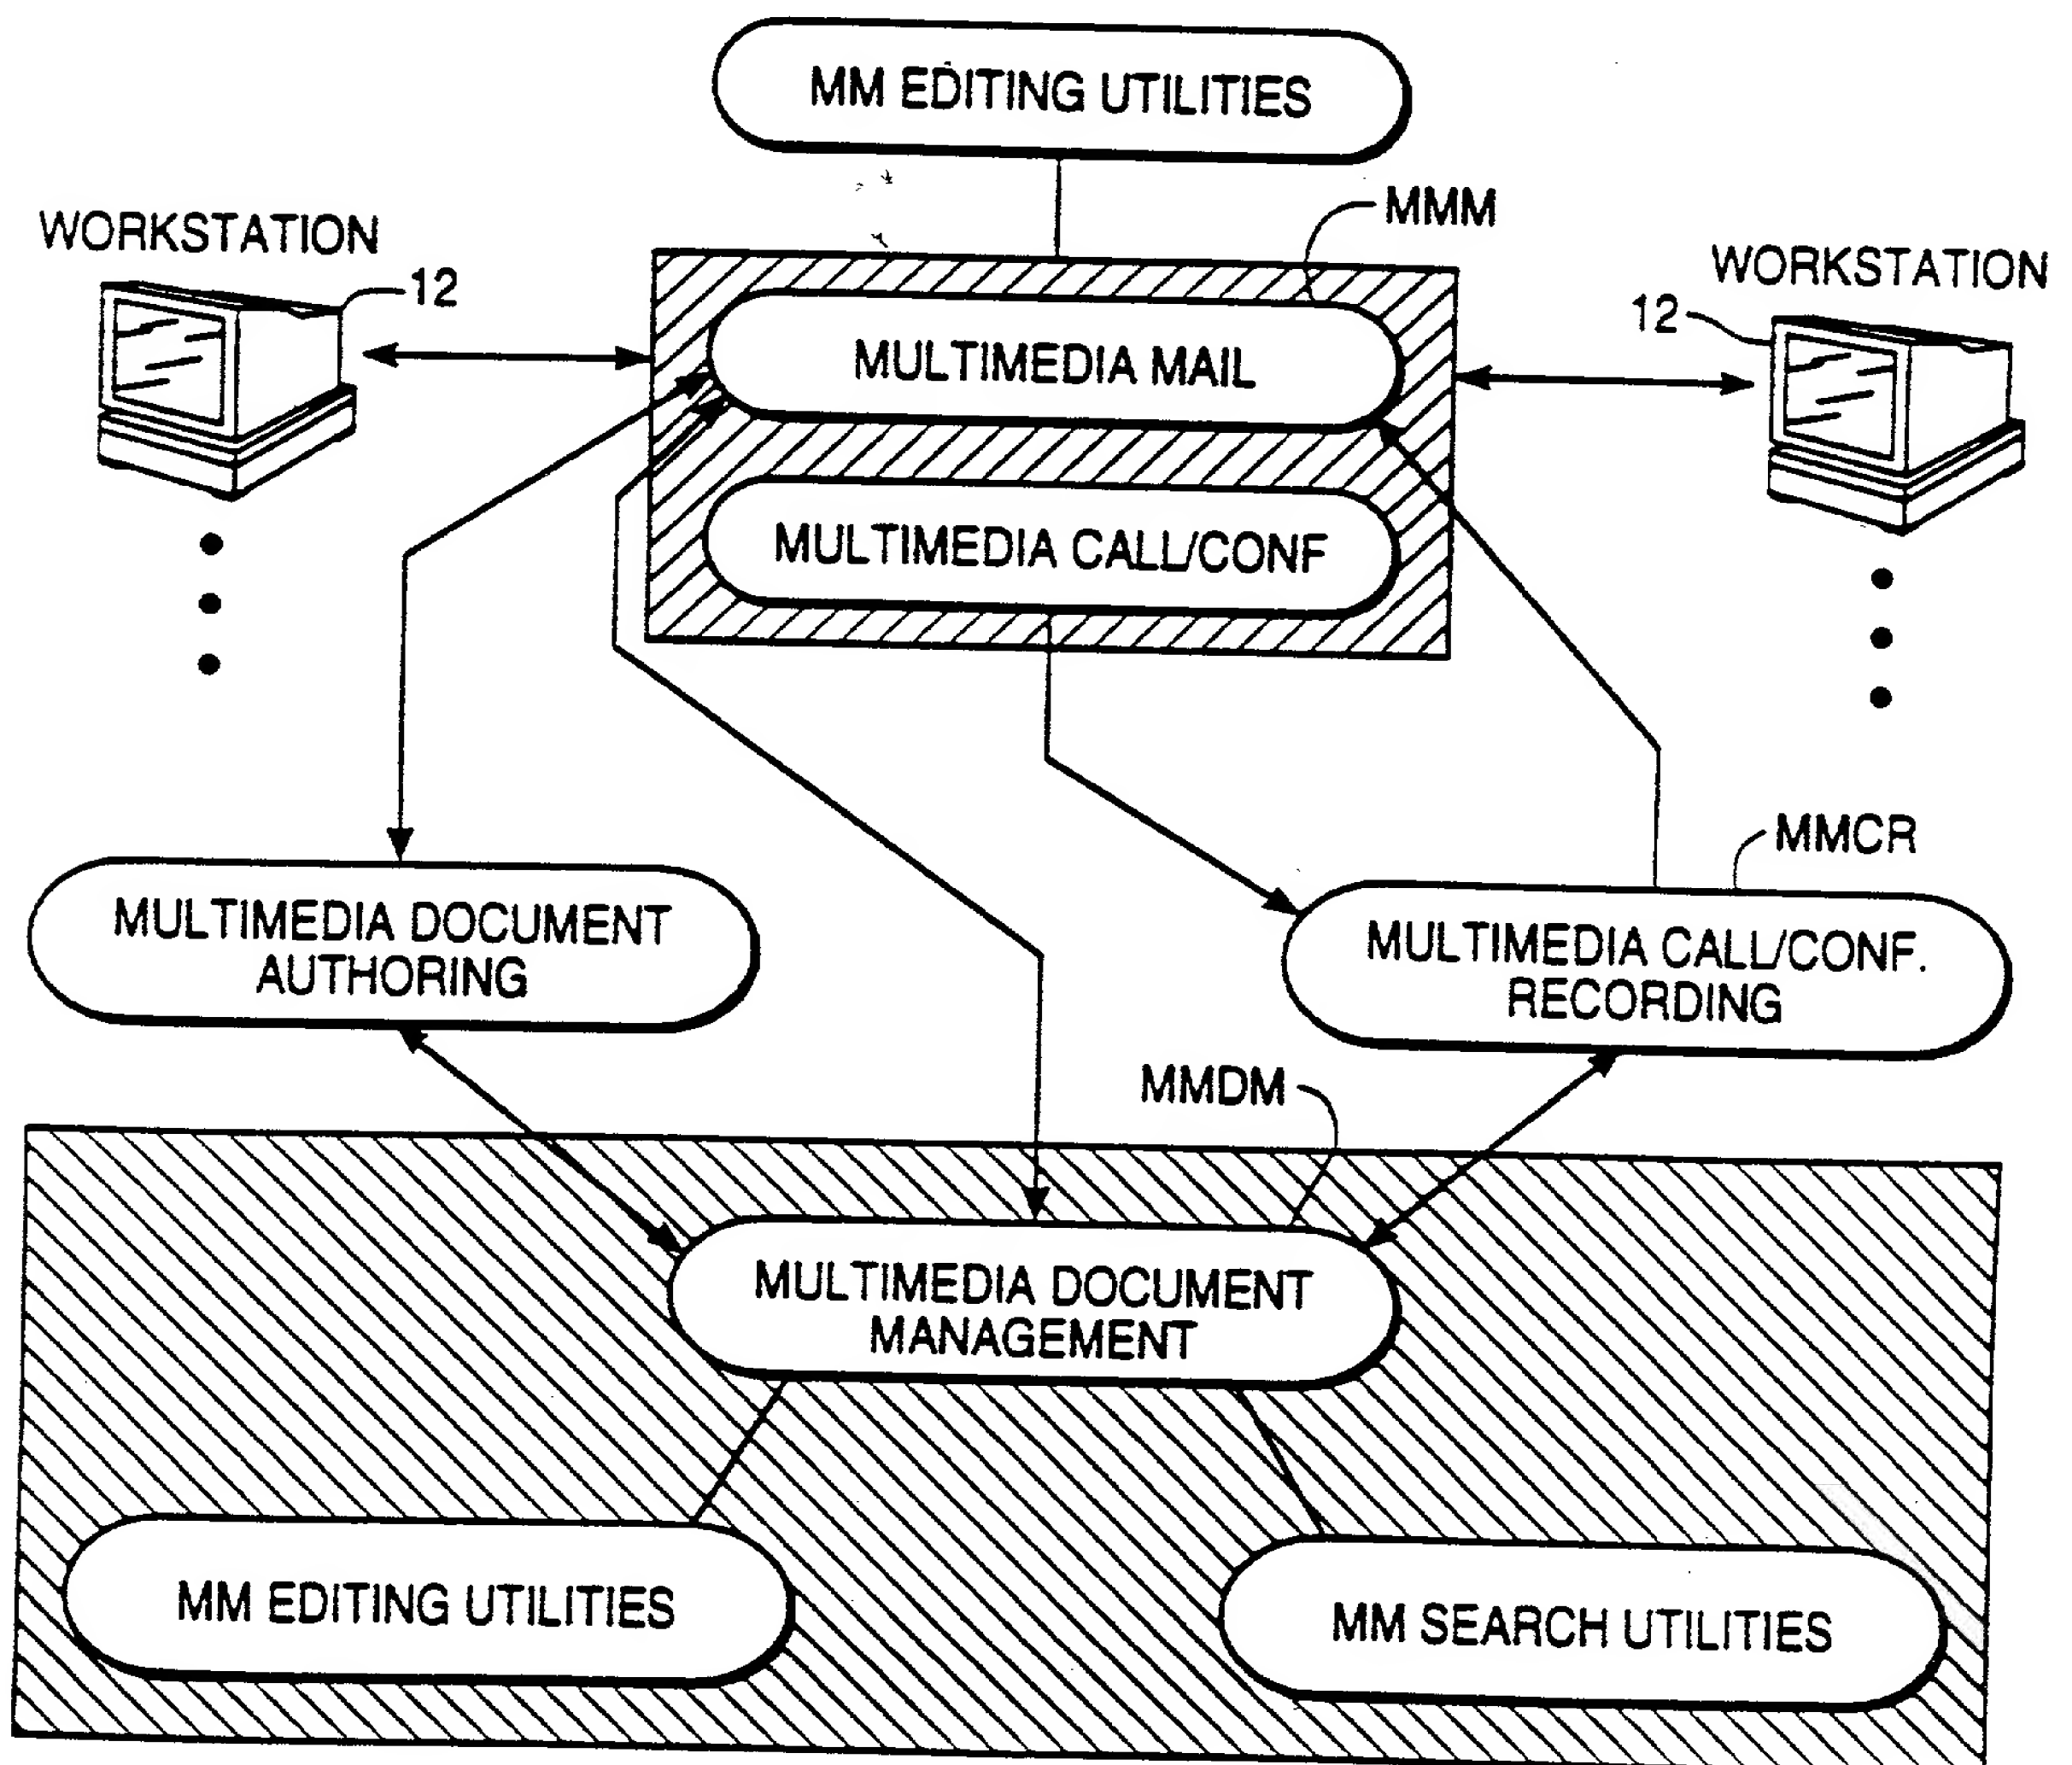 MM EDITING UTILITIES
MMM
WORKSTATION
12
WORKSTATION
12
MULTIMEDIA MAIL
MULTIMEDIA CALL/CONF
MMCR
MULTIMEDIA DOCUMENT
AUTHORING
MULTIMEDIA CALL/CONF.
RECORDING
MMDM
MULTIMEDIA DOCUMENT
MANAGEMENT
MM EDITING UTILITIES
MM SEARCH UTILITIES